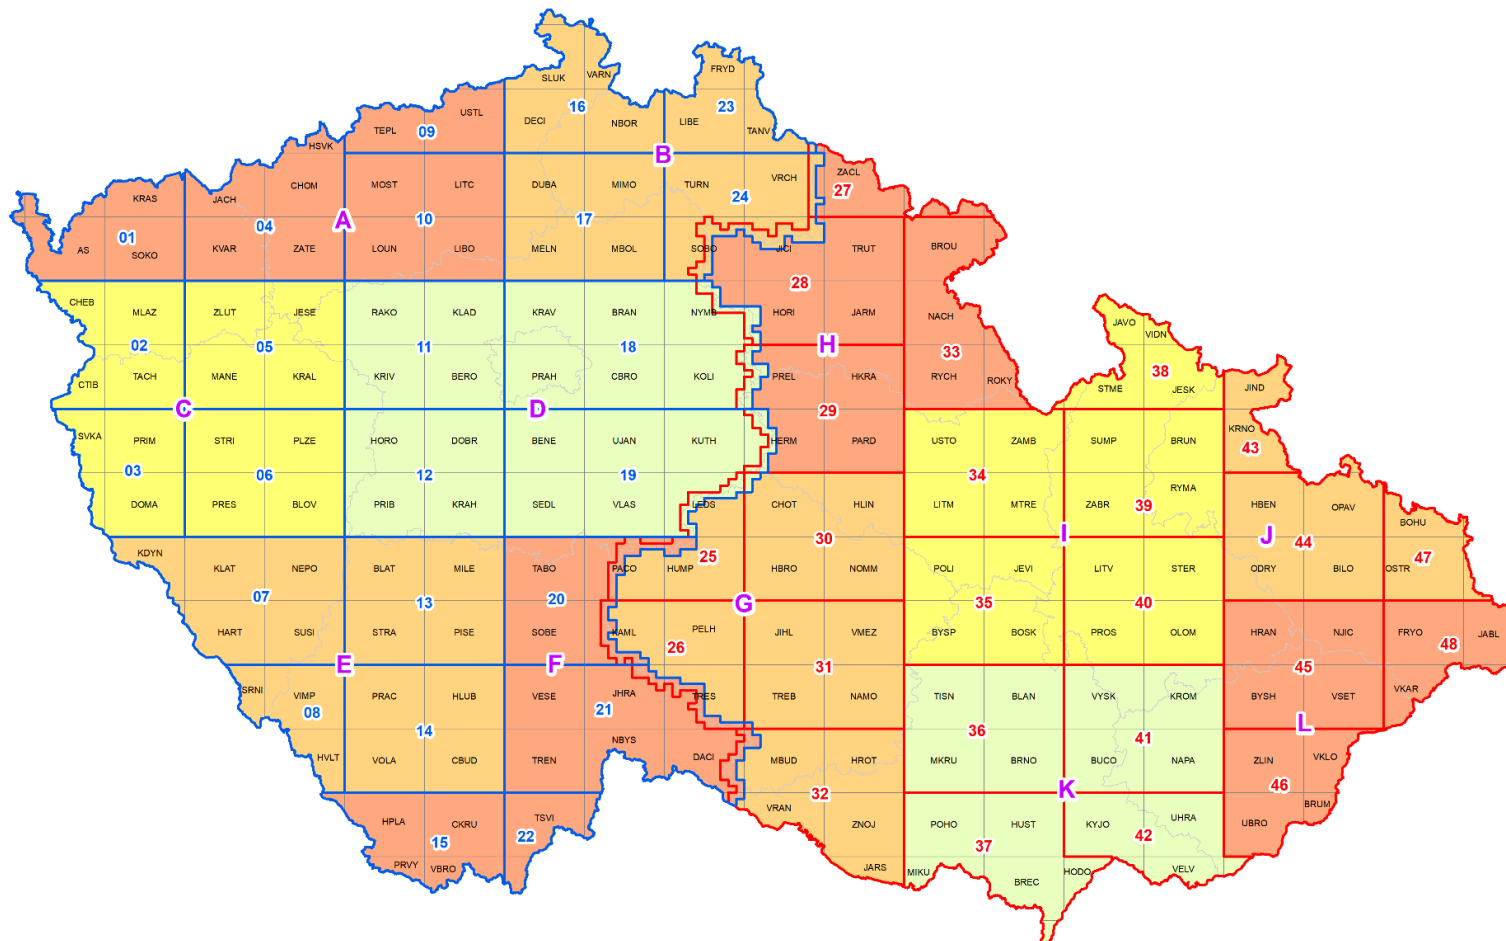 FRYD
SLUK VARN
16 23
USTL DECI NBOR LIBE TANV
TEPL 09
HSVK B
ZACL
VRCH 27
KRAS JACH CHOM MOST LITC DUBA MIMO TURN 24
01 04 A 10 17
AS SOKO KVAR ZATE LOUN LIBO MELN MBOL SOBO JICI TRUT BROU
28
CHEB MLAZ ZLUT JESE RAKO KLAD KRAV BRAN NYMB HORI JARM NACH JAVO VIDN
02 05 11 18 H 33
38
CTIB TACH MANE KRAL KRIV BERO PRAH CBRO KOLI PREL HKRA RYCH ROKY STME JESK JIND
C D 29
SVKA PRIM STRI PLZE HORO DOBR BENE UJAN KUTH HERM PARD USTO ZAMB SUMP BRUN KRNO
43
03 06 12 19 34
RYMA
DOMA PRES BLOV PRIB KRAH SEDL VLAS LEDS CHOT HLIN LITM MTRE ZABR 39 HBEN OPAV BOHU
30 I J 44 47
KDYN 25
KLAT NEPO BLAT MILE TABO PACO HUMP HBRO NOMM POLI JEVI LITV STER ODRY BILO OSTR
07 13 20 G 35 40
HART SUSI STRA PISE SOBE KAML PELH JIHL VMEZ BYSP BOSK PROS OLOM HRAN NJIC FRYO JABL
26 48
E F 31 45
SRNI VIMP PRAC HLUB VESE JHRA TRES TREB NAMO TISN BLAN VYSK KROM BYSH VSET VKAR
08 21
14 36 41 L
NBYS
HVLT VOLA CBUD TREN DACI MBUD HROT MKRU BRNO BUCO NAPA ZLIN VKLO
K 46
32
VRAN BRUM
HPLA CKRU TSVI ZNOJ POHO HUST KYJO UHRA UBRO
15 22 37 42
PRVY VBRO JARS MIKU BREC HODO VELV